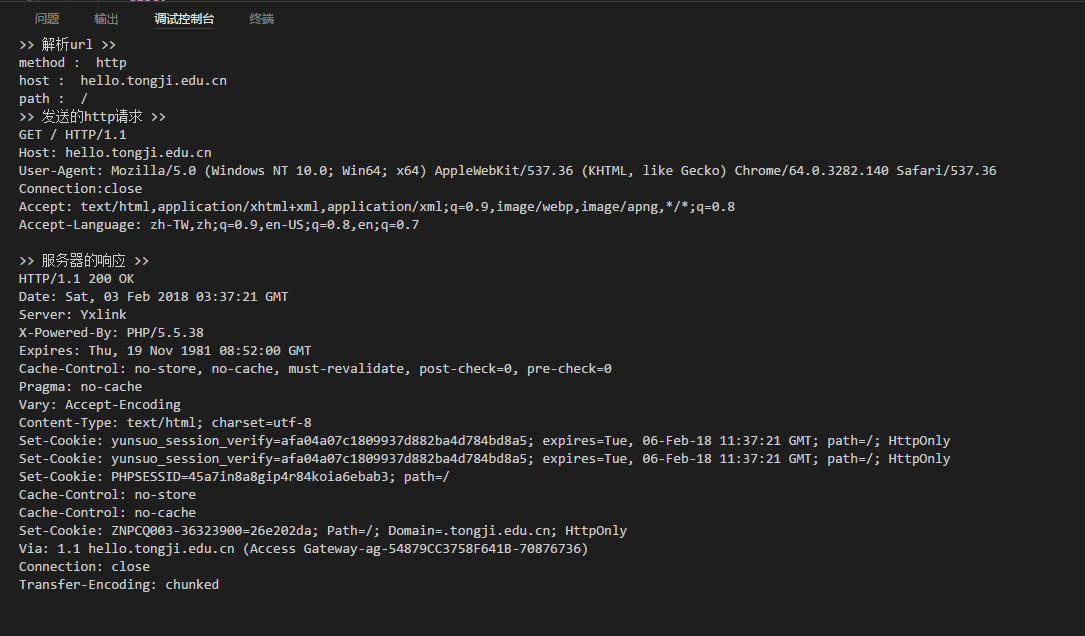 问题 输出 调试控制台 终端
>> 解析url >>
method :  http
host :  hello.tongji.edu.cn
path :  /
>> 发送的http请求 >>
GET / HTTP/1.1
Host: hello.tongji.edu.cn
User-Agent: Mozilla/5.0 (Windows NT 10.0; Win64; x64) AppleWebKit/537.36 (KHTML, like Gecko) Chrome/64.0.3282.140 Safari/537.36
Connection:close
Accept: text/html,application/xhtml+xml,application/xml;q=0.9,image/webp,image/apng,*/*;q=0.8
Accept-Language: zh-TW,zh;q=0.9,en-US;q=0.8,en;q=0.7
>> 服务器的响应 >>
HTTP/1.1 200 OK
Date: Sat, 03 Feb 2018 03:37:21 GMT
Server: Yxlink
X-Powered-By: PHP/5.5.38
Expires: Thu, 19 Nov 1981 08:52:00 GMT
Cache-Control: no-store, no-cache, must-revalidate, post-check=0, pre-check=0
Pragma: no-cache
Vary: Accept-Encoding
Content-Type: text/html; charset=utf-8
Set-Cookie: yunsuo_session_verify=afa04a07c1809937d882ba4d784bd8a5; expires=Tue, 06-Feb-18 11:37:21 GMT; path=/; HttpOnly
Set-Cookie: yunsuo_session_verify=afa04a07c1809937d882ba4d784bd8a5; expires=Tue, 06-Feb-18 11:37:21 GMT; path=/; HttpOnly
Set-Cookie: PHPSESSID=45a7in8a8gip4r84koia6ebab3; path=/
Cache-Control: no-store
Cache-Control: no-cache
Set-Cookie: ZNPCQ003-36323900=26e202da; Path=/; Domain=.tongji.edu.cn; HttpOnly
Via: 1.1 hello.tongji.edu.cn (Access Gateway-ag-54879CC3758F641B-70876736)
Connection: close
Transfer-Encoding: chunked